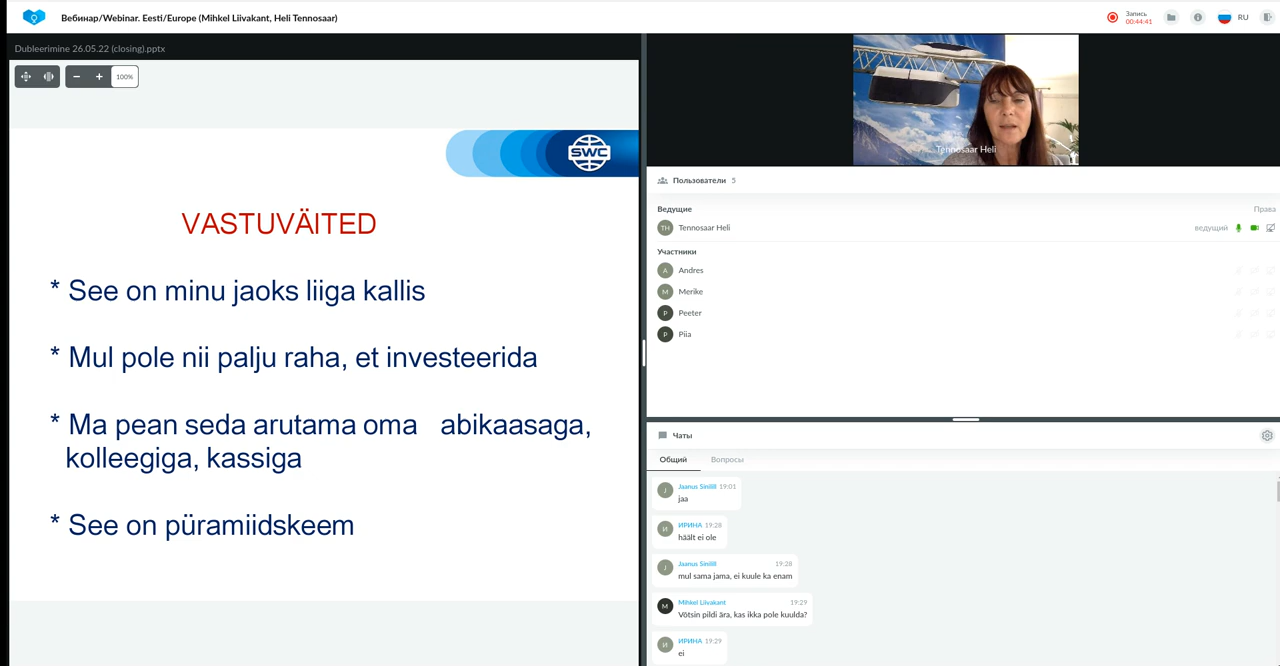 Вебинар/Webinar. Eesti/Europe (Mihkel Liivakant, Heli Tennosaar)
Запись
00:44:41
RU
Dubleerimine 26.05.22 (closing).pptx
100%
SWC
VASTUVÄITED
* See on minu jaoks liiga kallis
* Mul pole nii palju raha, et investeerida
* Ma pean seda arutama oma abikaasaga,
kolleegiga, kassiga
* See on püramiidskeem
Tennosaar Heli
Пользователи 5
Ведущие
Права
TH Tennosaar Heli
ведущий
Участники
A Andres
M Merike
P Peeter
P Piia
Чаты
Общий Вопросы
J Jaanus Sinilill 19:01
jaa
И ИРИНА 19:28
häält ei ole
J Jaanus Sinilill 19:28
mul sama jama, ei kuule ka enam
M Mihkel Liivakant 19:29
Võtsin pildi ära, kas ikka pole kuulda?
И ИРИНА 19:29
ei